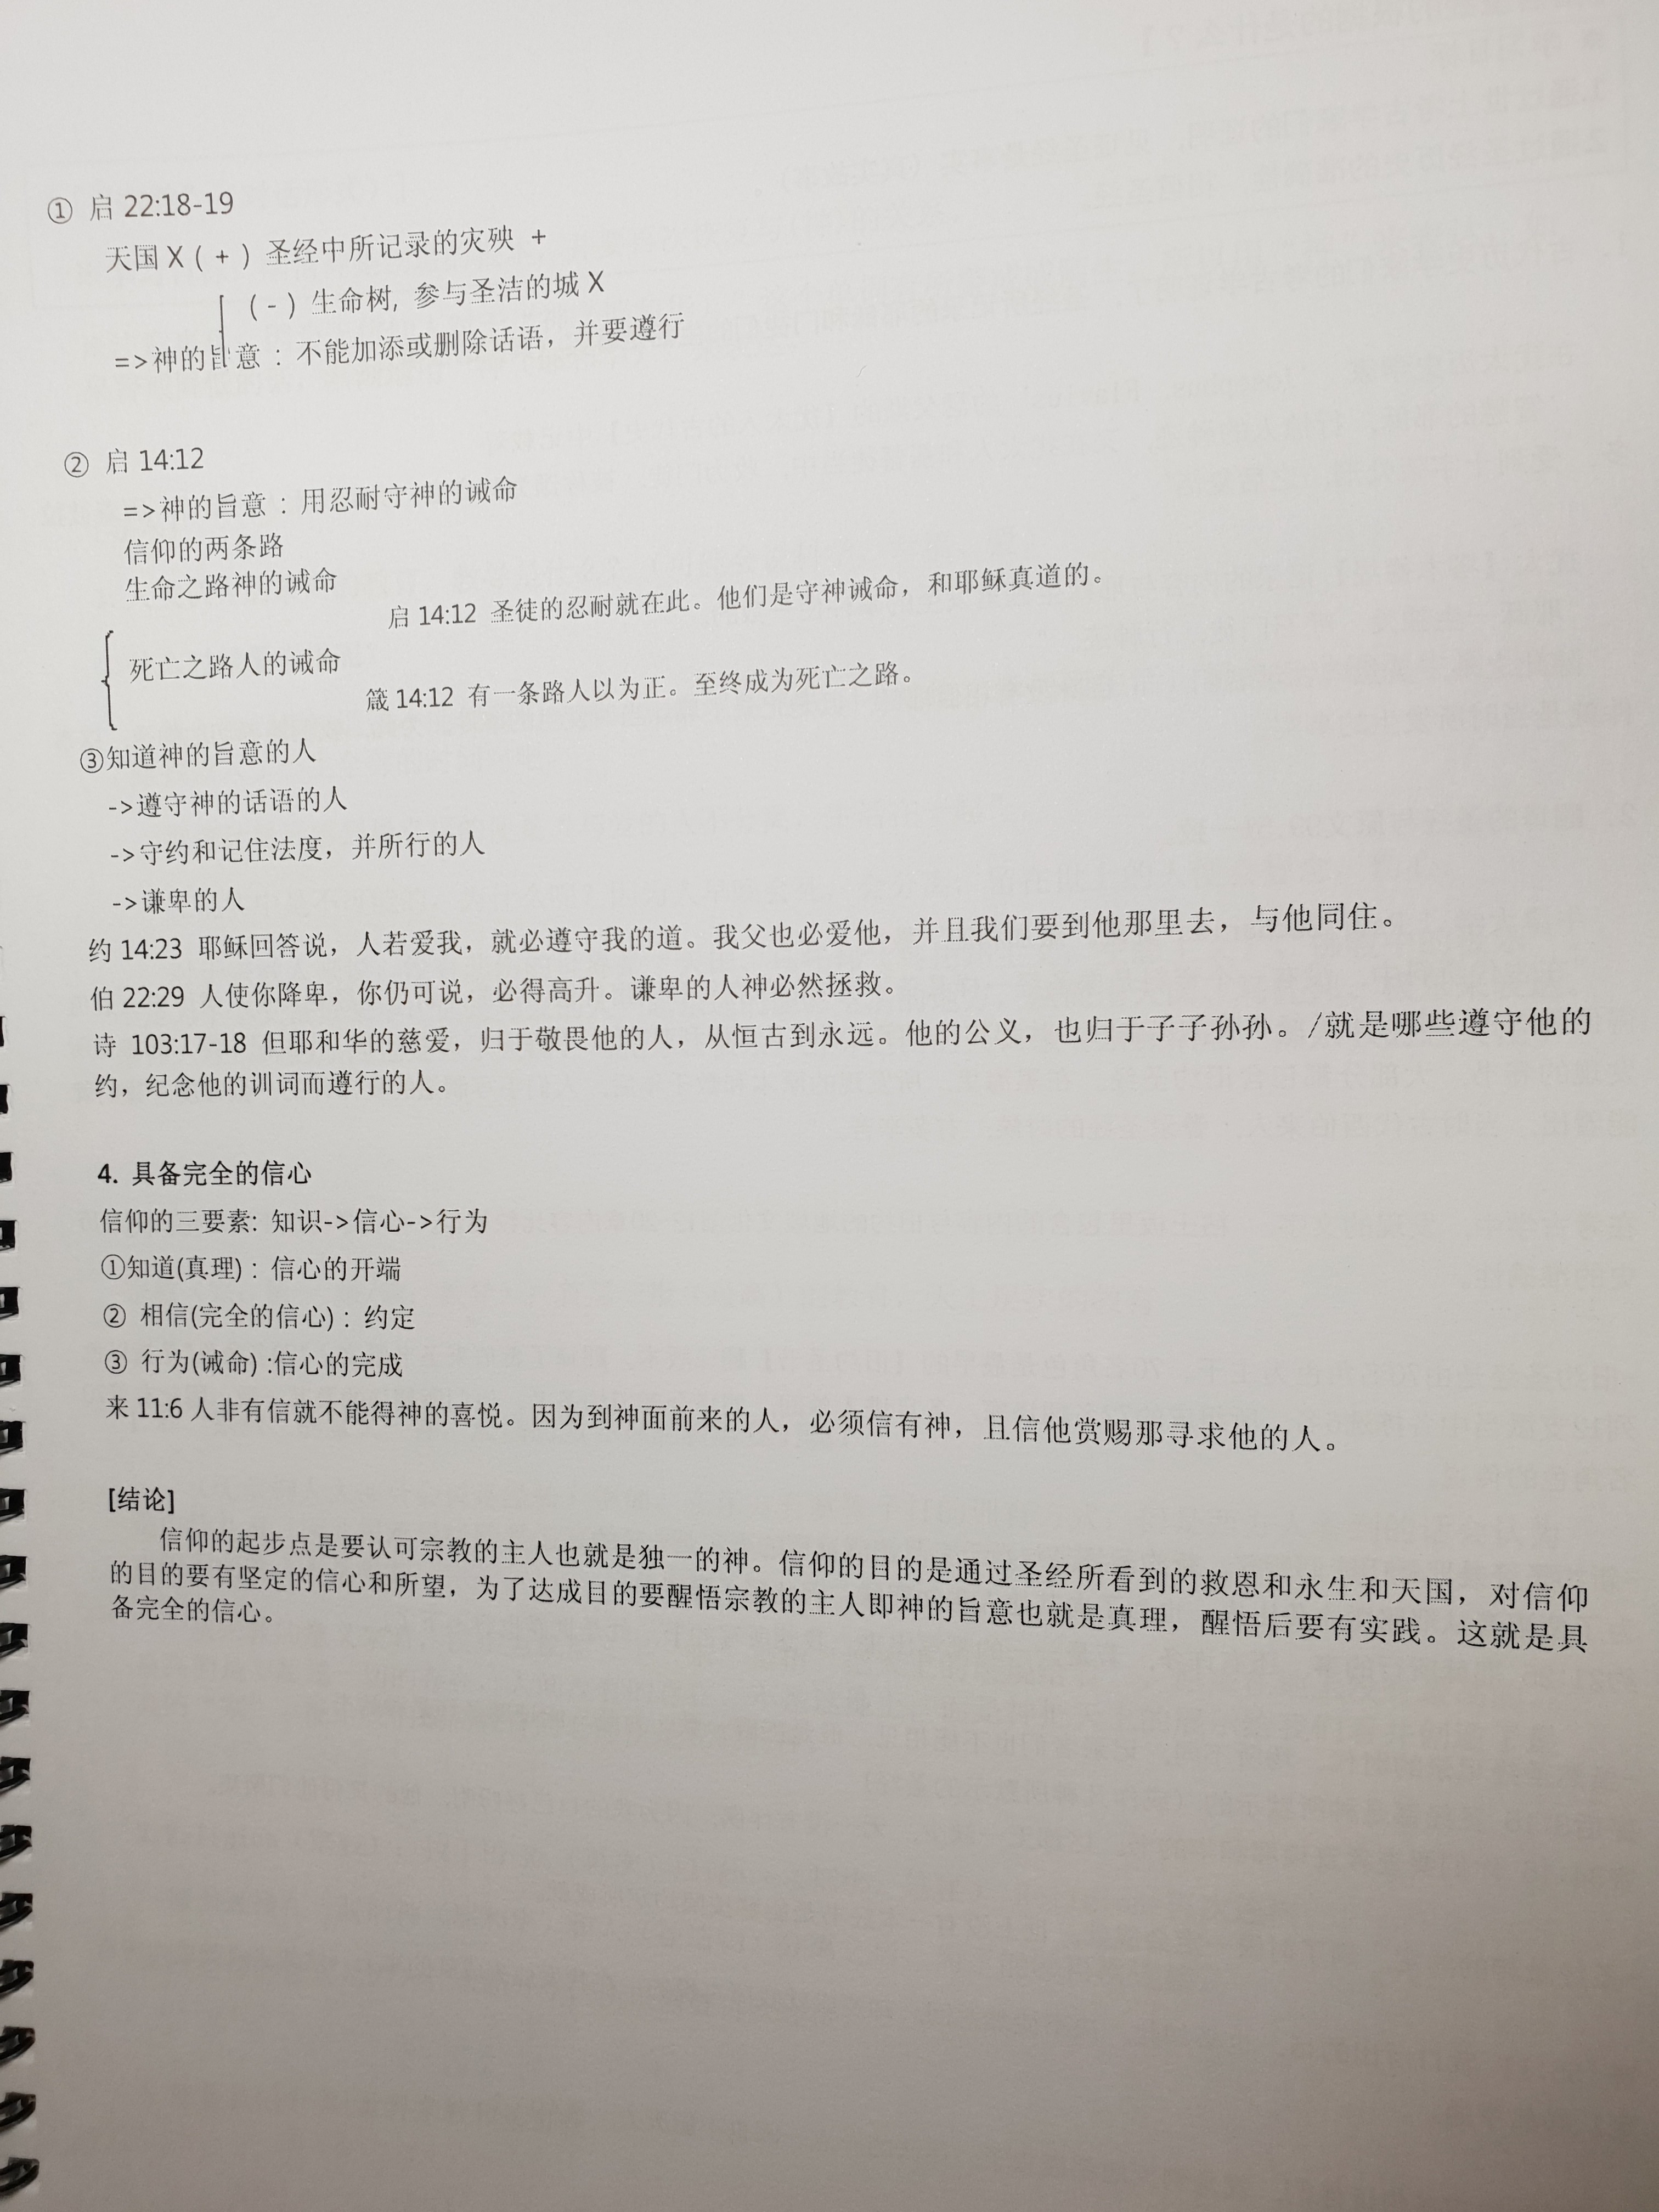 ① 启 22:18-19
天国 X ( + ) 圣经中所记录的灾殃 +
( - ) 生命树, 参与圣洁的城 X
=>神的旨意 : 不能加添或删除话语，并要遵行
② 启 14:12
=>神的旨意 : 用忍耐守神的诫命
信仰的两条路
生命之路神的诫命
启 14:12 圣徒的忍耐就在此。他们是守神诫命，和耶稣真道的。
死亡之路人的诫命
箴 14:12 有一条路人以为正。至终成为死亡之路。
③知道神的旨意的人
->遵守神的话语的人
->守约和记住法度，并所行的人
->谦卑的人
约 14:23 耶稣回答说，人若爱我，就必遵守我的道。我父也必爱他，并且我们要到他那里去，与他同住。
伯 22:29 人使你降卑，你仍可说，必得高升。谦卑的人神必然拯救。
诗 103:17-18 但耶和华的慈爱，归于敬畏他的人，从恒古到永远。他的公义，也归于子子孙孙。/就是哪些遵守他的
约，纪念他的训词而遵行的人。
4. 具备完全的信心
信仰的三要素: 知识->信心->行为
①知道(真理) : 信心的开端
② 相信(完全的信心) : 约定
③ 行为(诫命) :信心的完成
来 11:6 人非有信就不能得神的喜悦。因为到神面前来的人，必须信有神，且信他赏赐那寻求他的人。
[结论]
信仰的起步点是要认可宗教的主人也就是独一的神。信仰的目的是通过圣经所看到的救恩和永生和天国，对信仰
的目的要有坚定的信心和所望，为了达成目的要醒悟宗教的主人即神的旨意也就是真理，醒悟后要有实践。这就是具
备完全的信心。